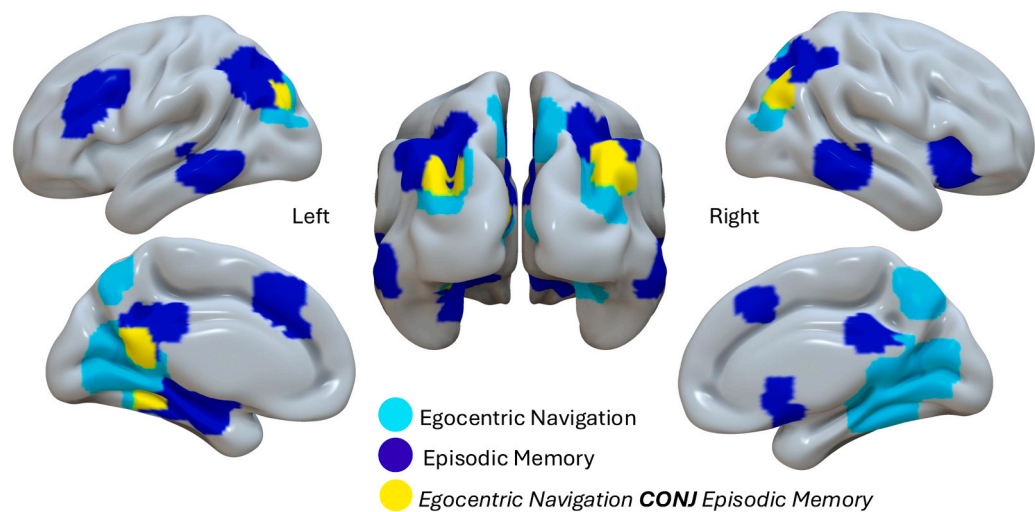 Left
Right
Egocentric Navigation
Episodic Memory
Egocentric Navigation CONJ Episodic Memory